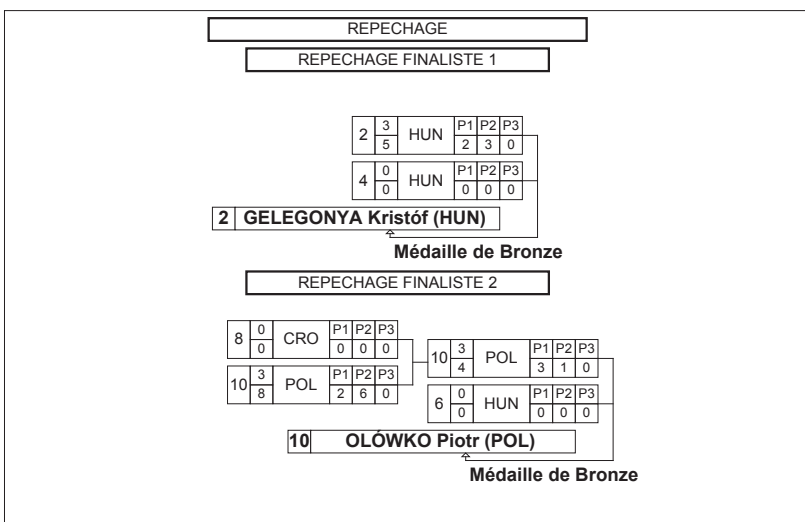 REPECHAGE
REPECHAGE FINALISTE 1
2 3 HUN P1 P2 P3
5 2 3 0
4 0 HUN P1 P2 P3
0 0 0 0
2 GELEGONYA Kristóf (HUN)
Médaille de Bronze
REPECHAGE FINALISTE 2
8 0 CRO P1 P2 P3
0 0 0 0
10 3 POL P1 P2 P3
8 2 6 0
10 3 POL P1 P2 P3
4 3 1 0
6 0 HUN P1 P2 P3
0 0 0 0
10 OLÓWKO Piotr (POL)
Médaille de Bronze